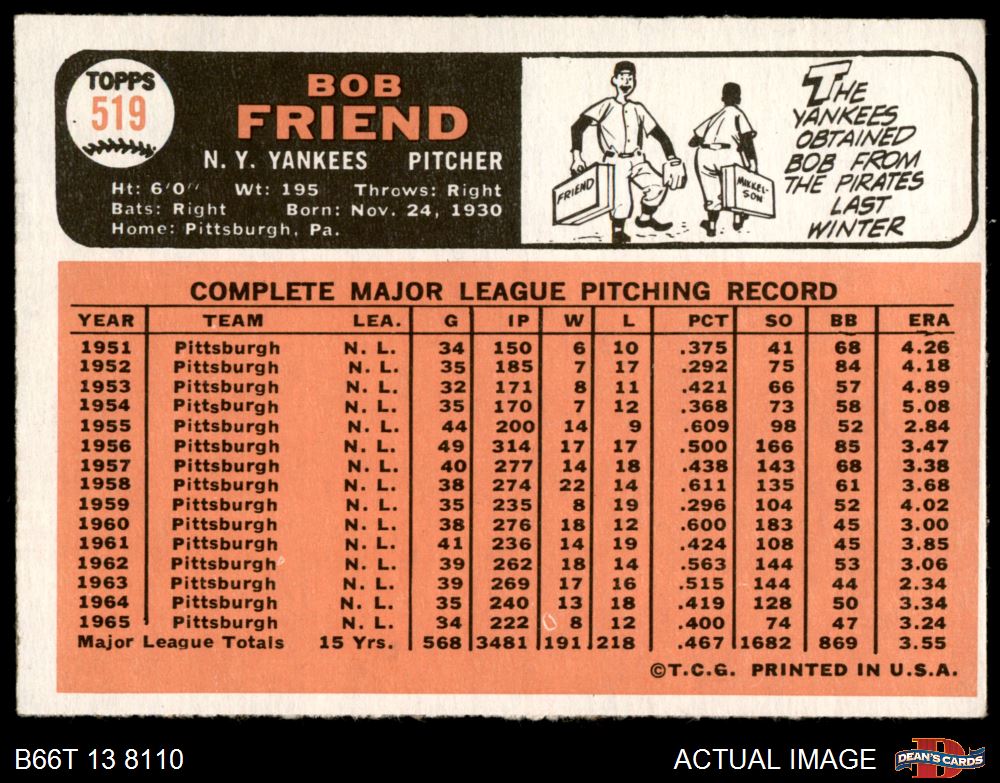 TOPPS
519
BOB
FRIEND
N. Y. YANKEES PITCHER
Ht: 6'0" Wt: 195 Throws: Right
Bats: Right Born: Nov. 24, 1930
Home: Pittsburgh, Pa.
FRIEND
MIKKEL-
SON
THE
YANKEES
OBTAINED
BOB FROM
THE PIRATES
LAST
WINTER
COMPLETE MAJOR LEAGUE PITCHING RECORD
YEAR TEAM LEA. G IP W L PCT SO BB ERA
1951 Pittsburgh N. L. 34 150 6 10 .375 41 68 4.26
1952 Pittsburgh N. L. 35 185 7 17 .292 75 84 4.18
1953 Pittsburgh N. L. 32 171 8 11 .421 66 57 4.89
1954 Pittsburgh N. L. 35 170 7 12 .368 73 58 5.08
1955 Pittsburgh N. L. 44 200 14 9 .609 98 52 2.84
1956 Pittsburgh N. L. 49 314 17 17 .500 166 85 3.47
1957 Pittsburgh N. L. 40 277 14 18 .438 143 68 3.38
1958 Pittsburgh N. L. 38 274 22 14 .611 135 61 3.68
1959 Pittsburgh N. L. 35 235 8 19 .296 104 52 4.02
1960 Pittsburgh N. L. 38 276 18 12 .600 183 45 3.00
1961 Pittsburgh N. L. 41 236 14 19 .424 108 45 3.85
1962 Pittsburgh N. L. 39 262 18 14 .563 144 53 3.06
1963 Pittsburgh N. L. 39 269 17 16 .515 144 44 2.34
1964 Pittsburgh N. L. 35 240 13 18 .419 128 50 3.34
1965 Pittsburgh N. L. 34 222 8 12 .400 74 47 3.24
Major League Totals 15 Yrs. 568 3481 191 218 .467 1682 869 3.55
©T.C.G. PRINTED IN U.S.A.
B66T 13 8110
ACTUAL IMAGE
D
DEAN'S CARDS